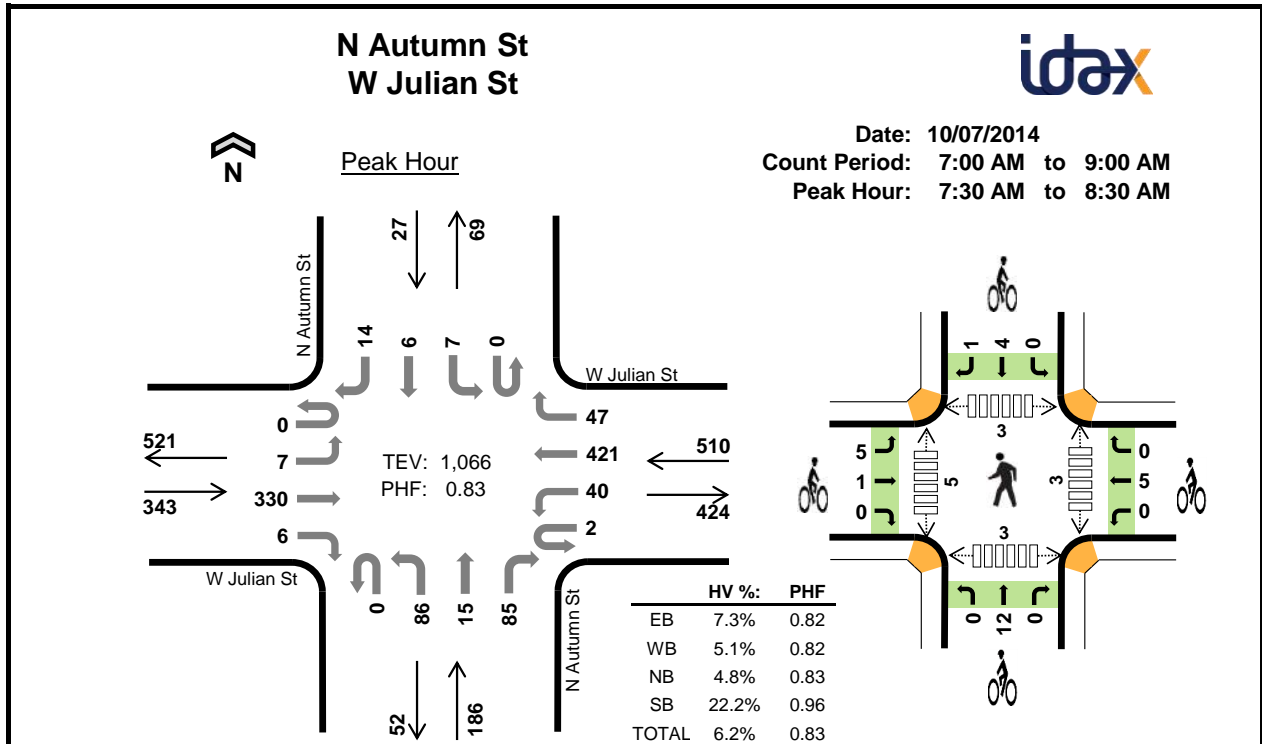 N Autumn St
W Julian St
idax
Date: 10/07/2014
Count Period: 7:00 AM to 9:00 AM
Peak Hour: 7:30 AM to 8:30 AM
N
Peak Hour
27
69
N Autumn St
14
6
7
0
W Julian St
0
7
330
6
521
343
TEV: 1,066
PHF: 0.83
47
421
40
2
510
424
W Julian St
0
86
15
85
N Autumn St
52
186
HV %: PHF
EB 7.3% 0.82
WB 5.1% 0.82
NB 4.8% 0.83
SB 22.2% 0.96
TOTAL 6.2% 0.83
1
4
0
3
5
1
0
5
3
0
5
0
3
0
12
0